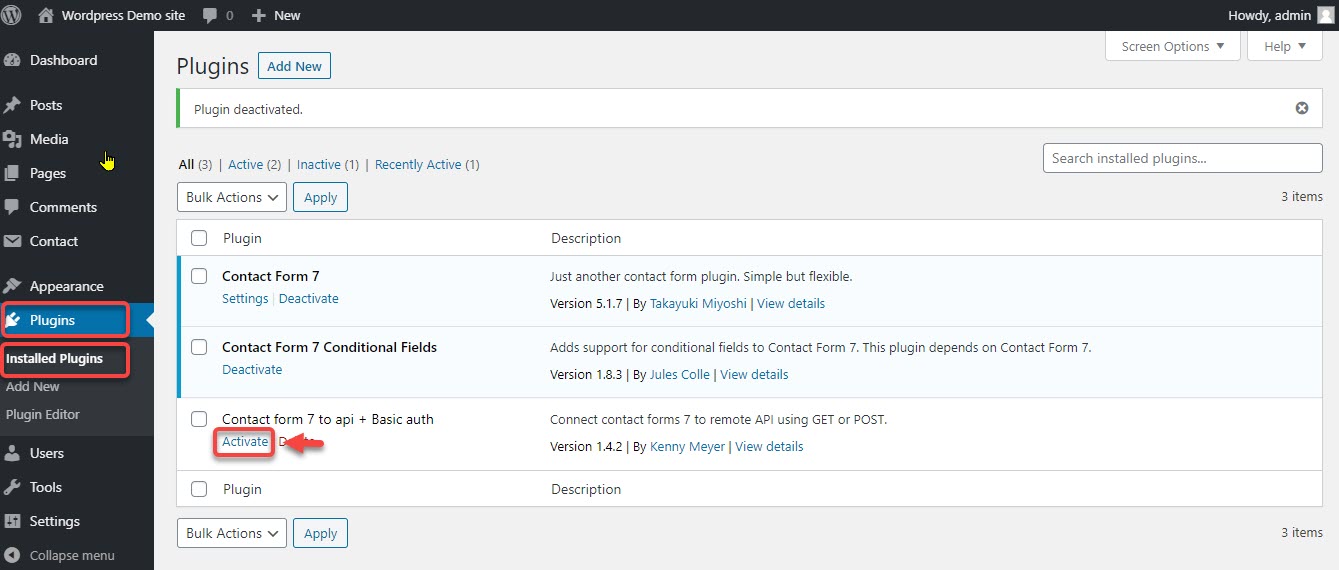 Wordpress Demo site 0 New Howdy, admin
Dashboard
Posts
Media
Pages
Comments
Contact
Appearance
Plugins
Installed Plugins
Add New
Plugin Editor
Users
Tools
Settings
Collapse menu
Screen Options Help
Plugins Add New
Plugin deactivated.
All (3) | Active (2) | Inactive (1) | Recently Active (1)
Search installed plugins...
Bulk Actions Apply
3 items
Plugin Description
Contact Form 7 Just another contact form plugin. Simple but flexible.
Settings | Deactivate Version 5.1.7 | By Takayuki Miyoshi | View details
Contact Form 7 Conditional Fields Adds support for conditional fields to Contact Form 7. This plugin depends on Contact Form 7.
Deactivate Version 1.8.3 | By Jules Colle | View details
Contact form 7 to api + Basic auth Connect contact forms 7 to remote API using GET or POST.
Activate Version 1.4.2 | By Kenny Meyer | View details
Plugin Description
Bulk Actions Apply 3 items